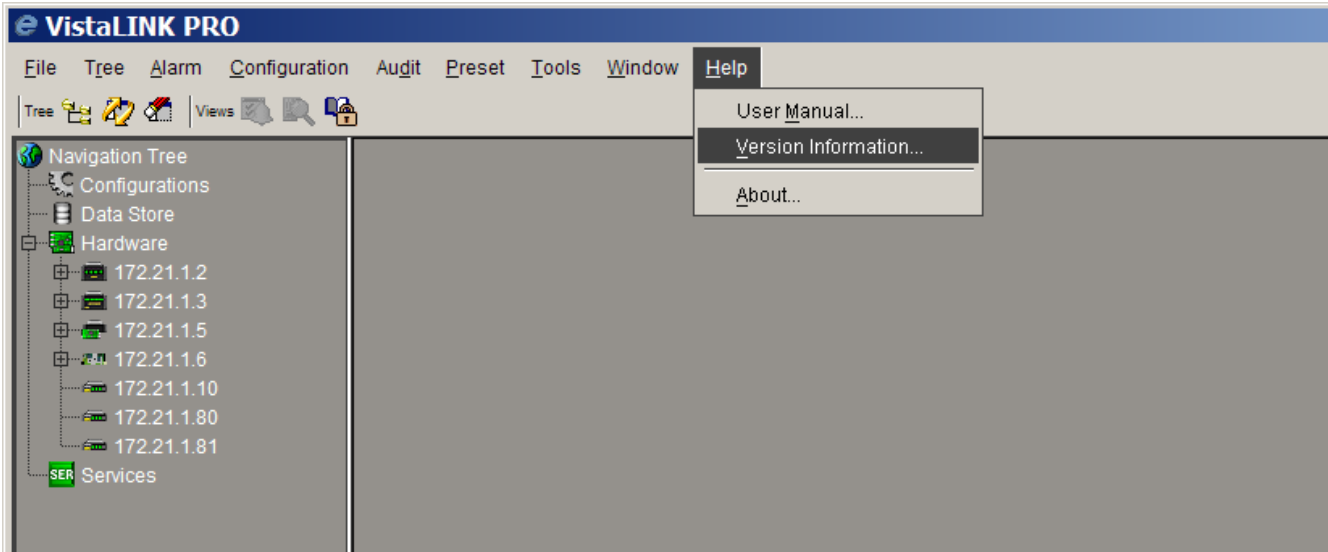 VistaLINK PRO
File Tree Alarm Configuration Audit Preset Tools Window Help
Tree Views
User Manual...
Version Information...
About...
Navigation Tree
Configurations
Data Store
Hardware
172.21.1.2
172.21.1.3
172.21.1.5
172.21.1.6
172.21.1.10
172.21.1.80
172.21.1.81
SER Services